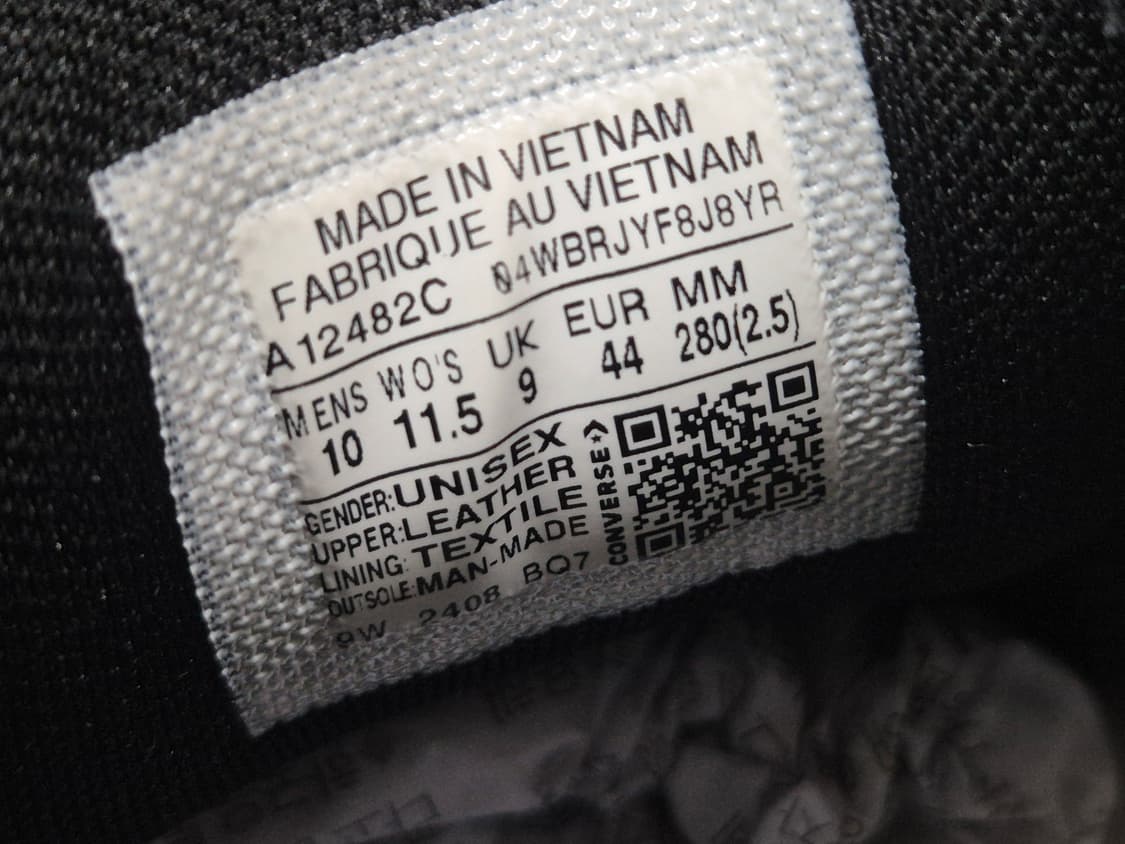 MADE IN VIETNAM
FABRIQUE AU VIETNAM
A12482C 04WBRJYF8J8YR
MENS WO'S UK EUR MM
10 11.5 9 44 280(2.5)
GENDER:UNISEX
UPPER:LEATHER
LINING:TEXTILE
OUTSOLE:MAN-MADE
9W 2408 BQ7
CONVERSE